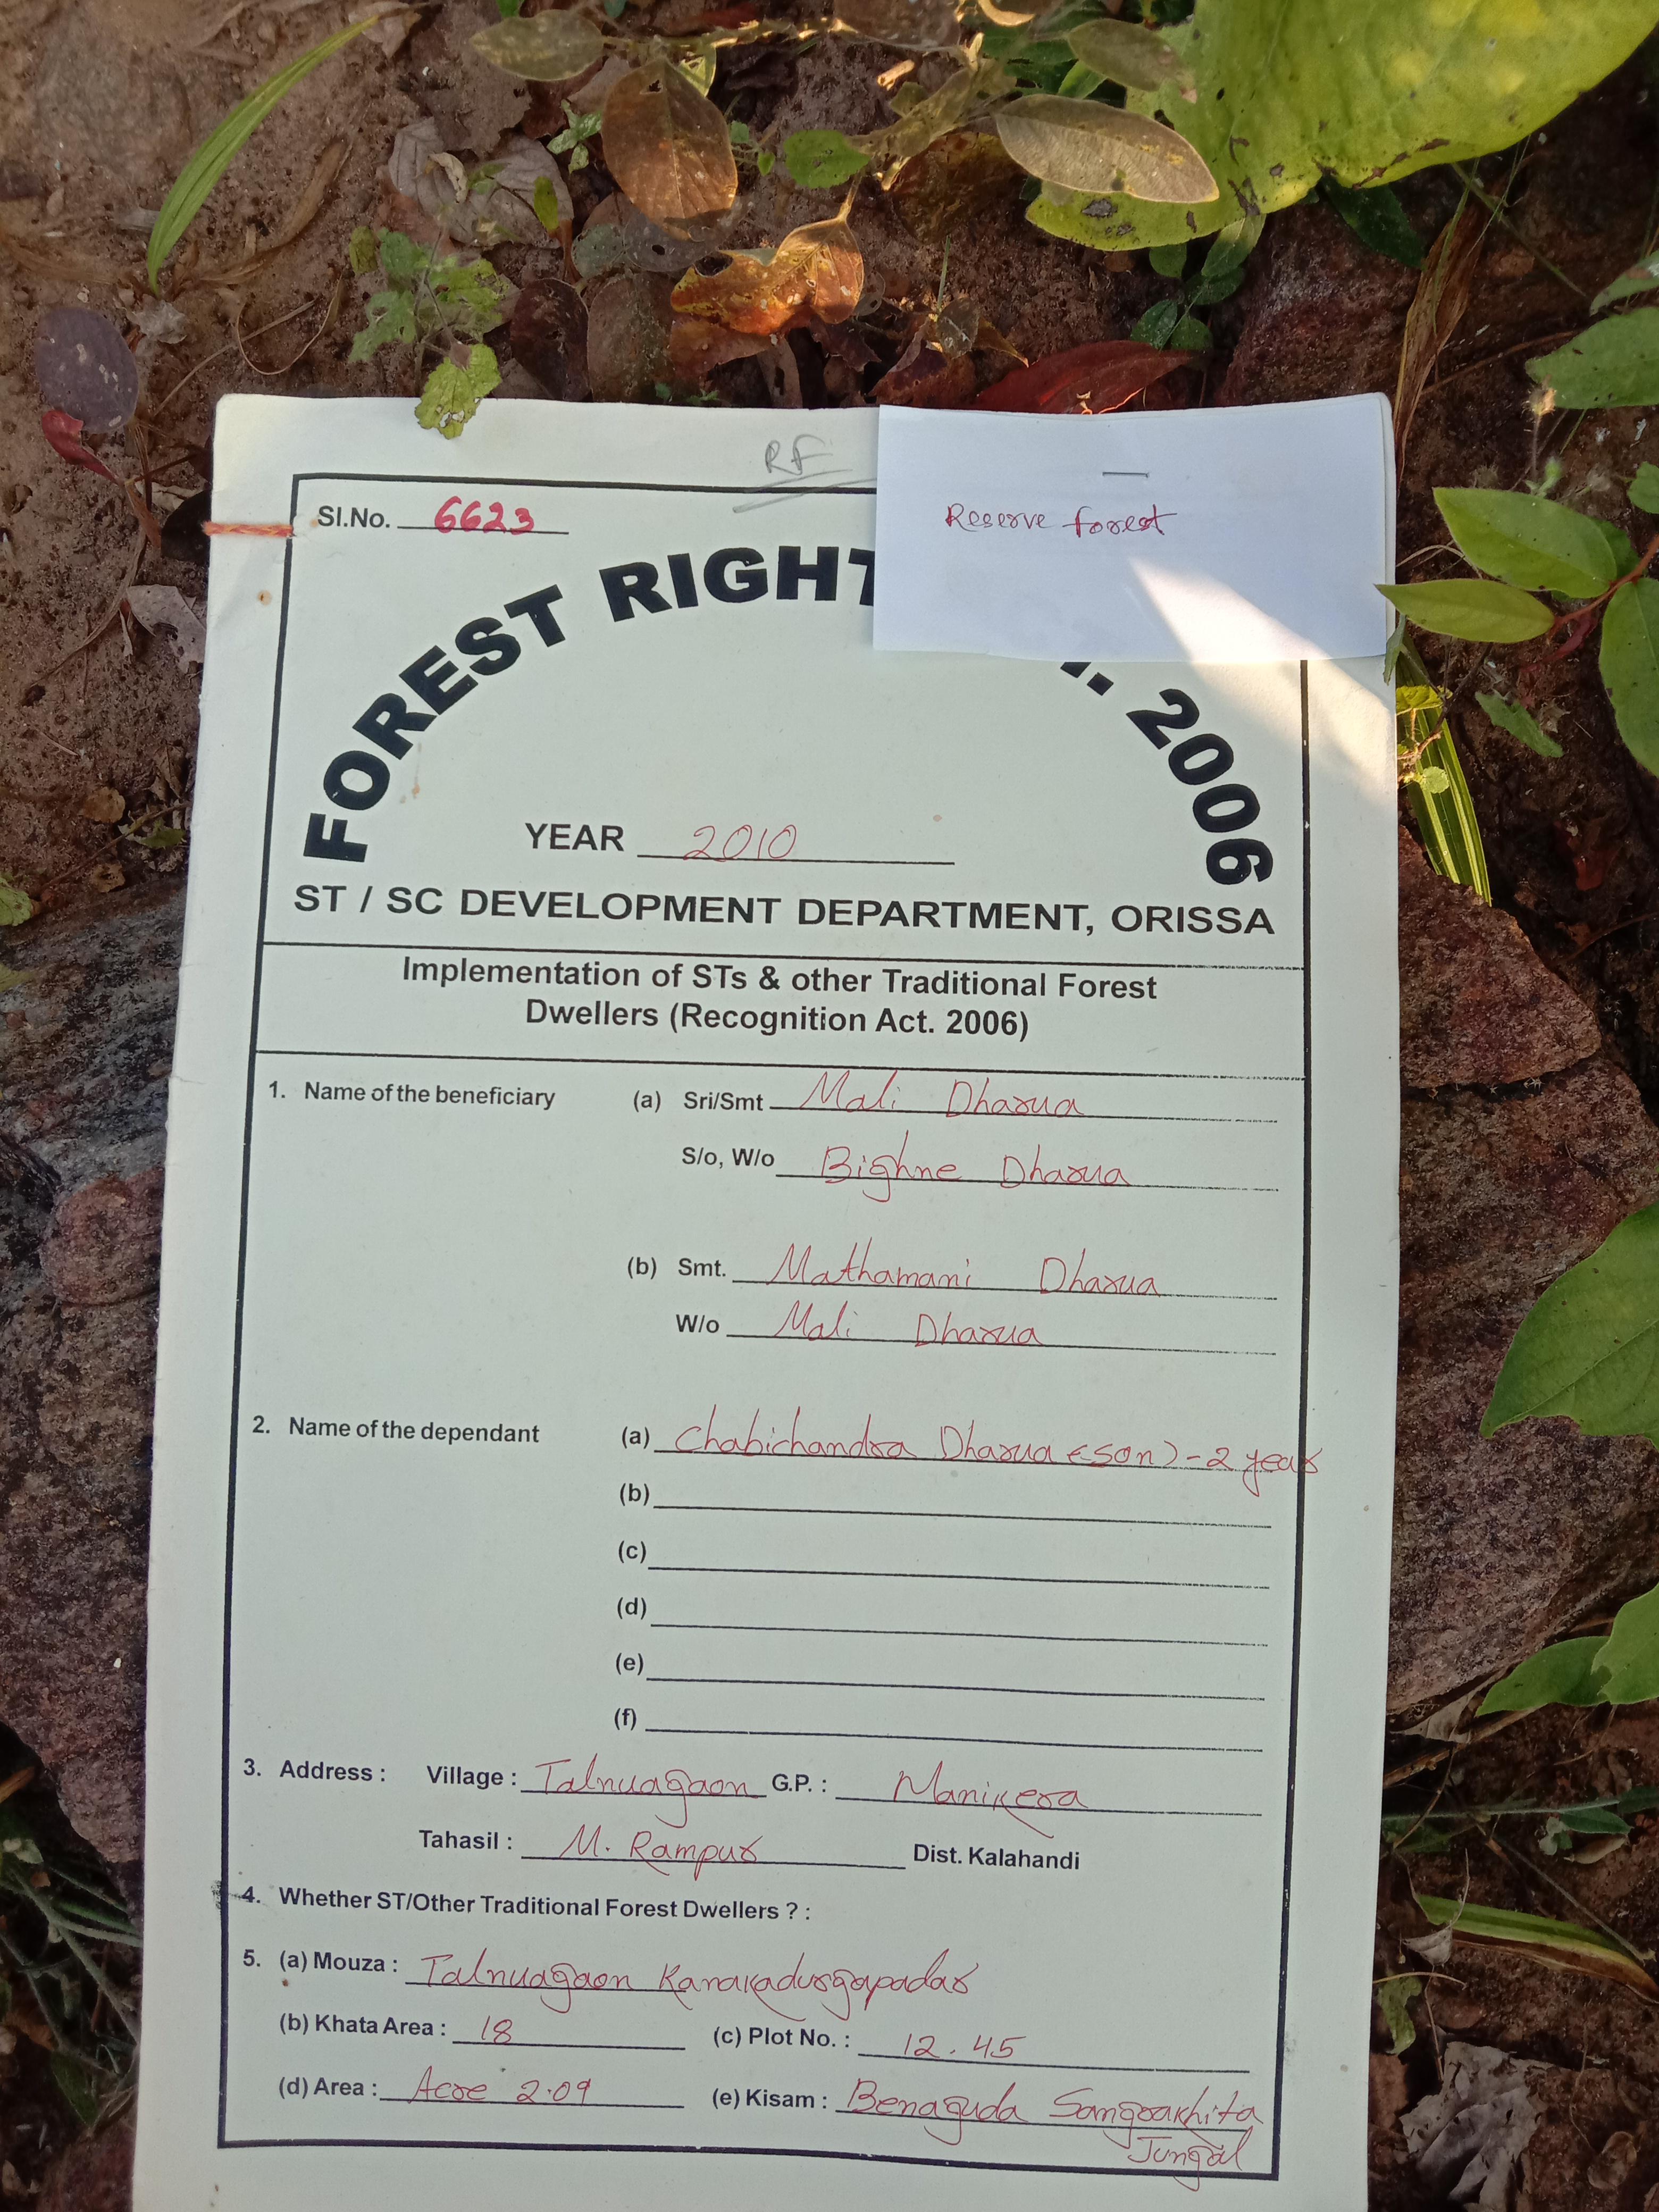 RF
Reserve forest
Sl.No. 6623
FOREST RIGHT . 2006
YEAR 2010
ST / SC DEVELOPMENT DEPARTMENT, ORISSA
Implementation of STs & other Traditional Forest
Dwellers (Recognition Act. 2006)
1. Name of the beneficiary (a) Sri/Smt Mali Dharua
S/o, W/o Bighne Dharua
(b) Smt. Mathamani Dharua
W/o Mali Dharua
2. Name of the dependant (a) Chabichandra Dharua (son) - 2 year
(b)
(c)
(d)
(e)
(f)
3. Address : Village : Talnuagaon G.P. : Manikera
Tahasil : M. Rampur Dist. Kalahandi
4. Whether ST/Other Traditional Forest Dwellers ? :
5. (a) Mouza : Talnuagaon Kanakadurgapadar
(b) Khata Area : 18 (c) Plot No. : 12. 45
(d) Area : Acre 2.09 (e) Kisam : Benaguda Sangrakhita
Jungal